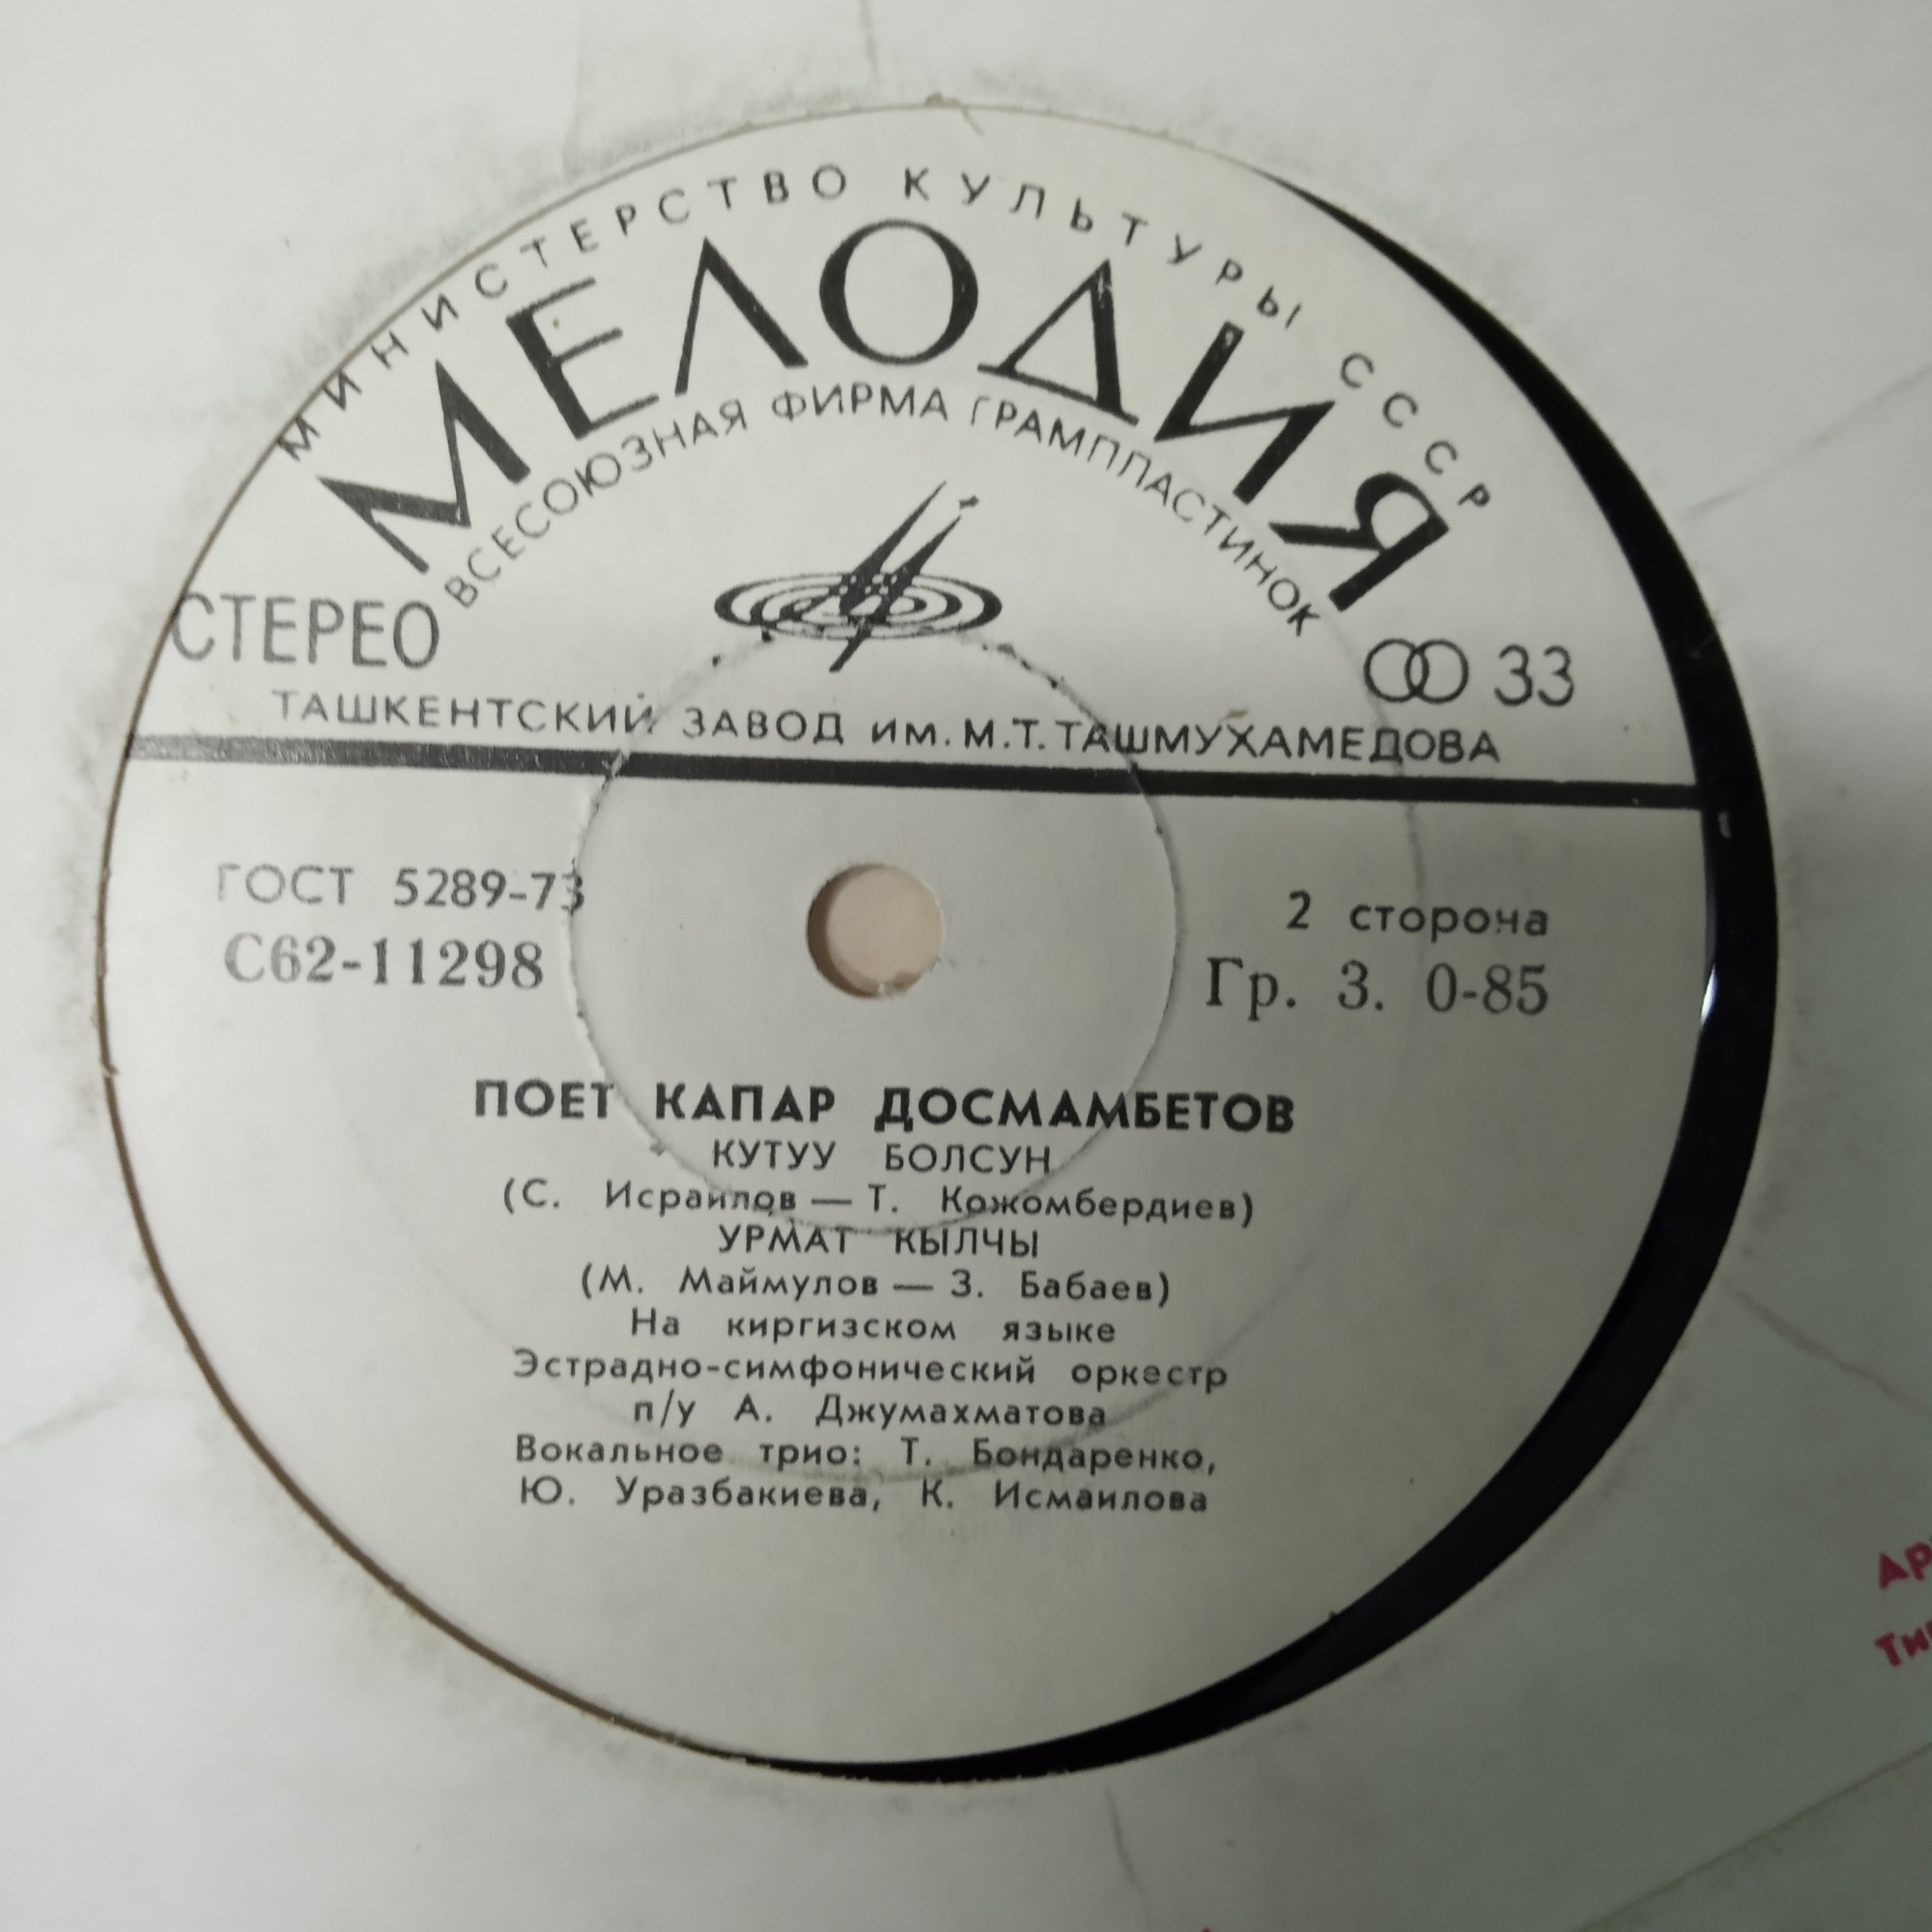 МИНИСТЕРСТВО КУЛЬТУРЫ СССР
МЕЛОДИЯ
ВСЕСОЮЗНАЯ ФИРМА ГРАМПЛАСТИНОК
СТЕРЕО
33
ТАШКЕНТСКИЙ ЗАВОД им. М.Т. ТАШМУХАМЕДОВА
ГОСТ 5289-73
2 сторона
С62-11298
Гр. 3. 0-85
ПОЕТ КАПАР ДОСМАМБЕТОВ
КУТУУ БОЛСУН
(С. Исраилов — Т. Кожомбердиев)
УРМАТ КЫЛЧЫ
(М. Маймулов — З. Бабаев)
На киргизском языке
Эстрадно-симфонический оркестр
п/у А. Джумахматова
Вокальное трио: Т. Бондаренко,
Ю. Уразбакиева, К. Исмаилова